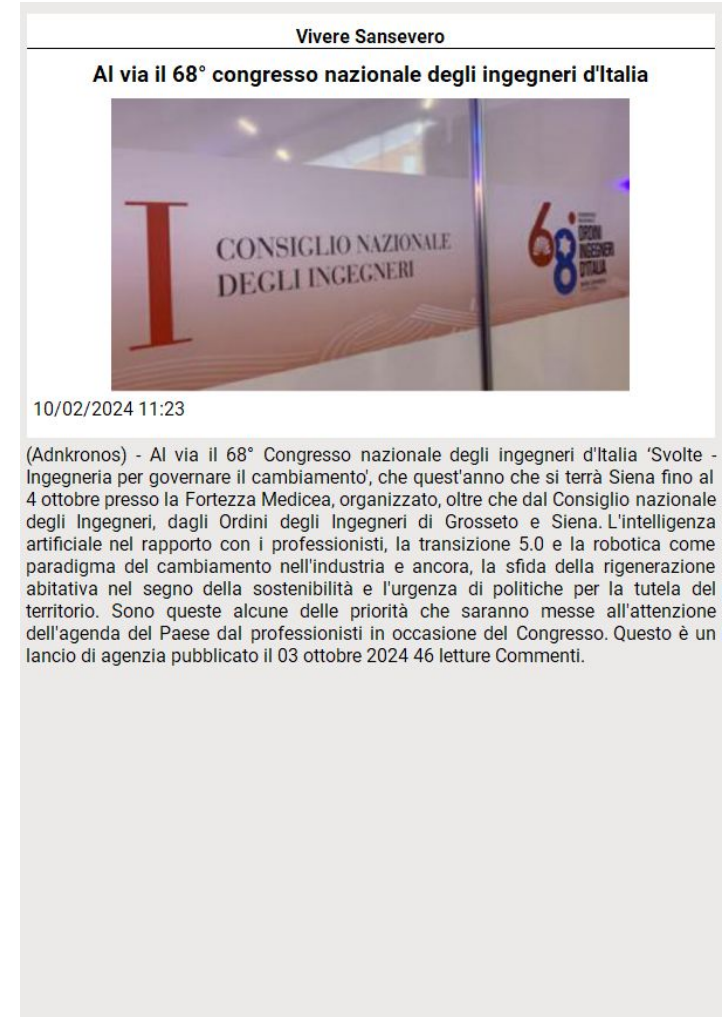 Vivere Sansevero
Al via il 68° congresso nazionale degli ingegneri d'Italia
I
CONSIGLIO NAZIONALE
DEGLI INGEGNERI
68°
ORDINI
INGEGNERI
D'ITALIA
10/02/2024 11:23
(Adnkronos) - Al via il 68° Congresso nazionale degli ingegneri d'Italia ‘Svolte -
Ingegneria per governare il cambiamento', che quest'anno che si terrà Siena fino al
4 ottobre presso la Fortezza Medicea, organizzato, oltre che dal Consiglio nazionale
degli Ingegneri, dagli Ordini degli Ingegneri di Grosseto e Siena. L'intelligenza
artificiale nel rapporto con i professionisti, la transizione 5.0 e la robotica come
paradigma del cambiamento nell'industria e ancora, la sfida della rigenerazione
abitativa nel segno della sostenibilità e l'urgenza di politiche per la tutela del
territorio. Sono queste alcune delle priorità che saranno messe all'attenzione
dell'agenda del Paese dal professionisti in occasione del Congresso. Questo è un
lancio di agenzia pubblicato il 03 ottobre 2024 46 letture Commenti.